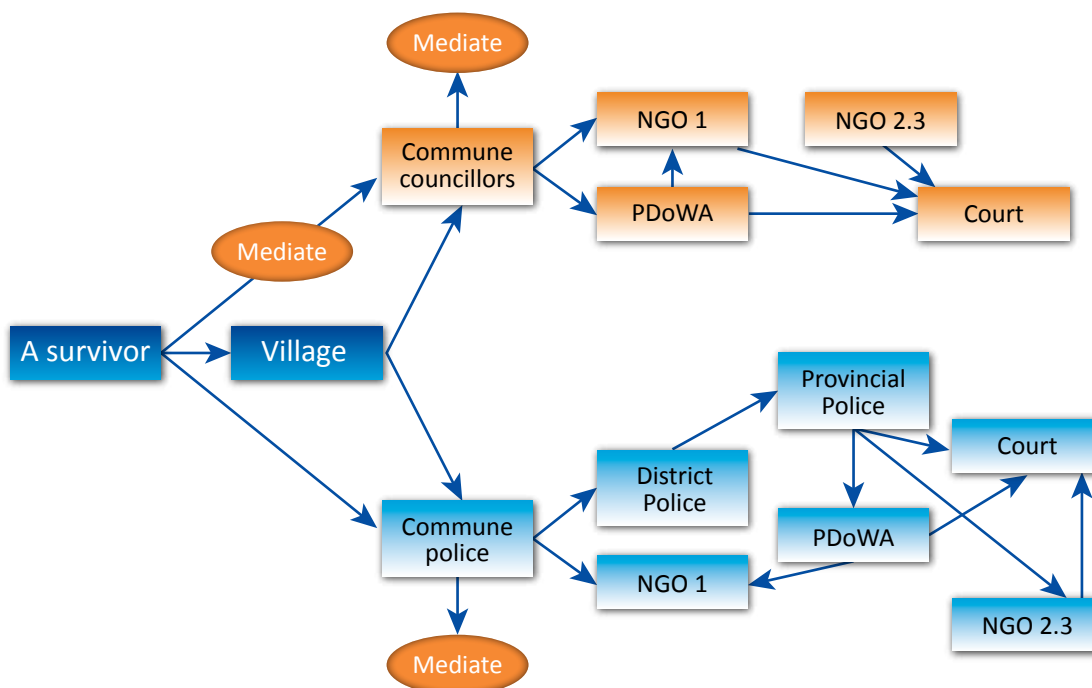 Mediate
Commune
councillors
NGO 1
NGO 2.3
PDoWA
Court
Mediate
A survivor
Village
Provincial
Police
Court
District
Police
Commune
police
PDoWA
NGO 1
NGO 2.3
Mediate